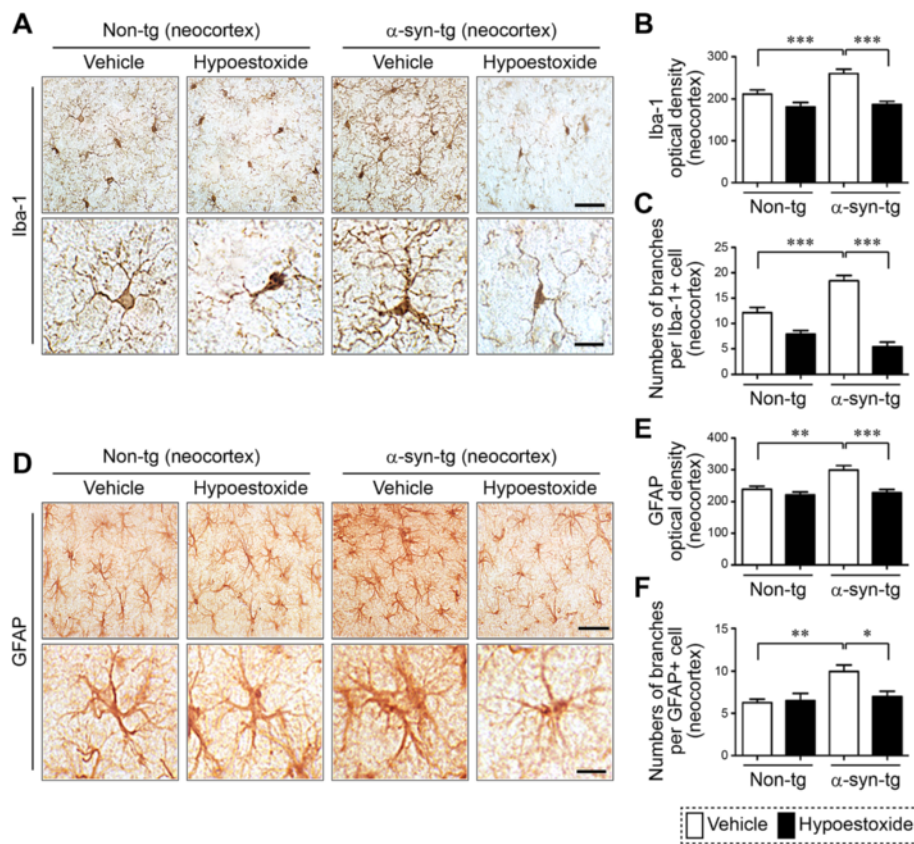 A
Non-tg (neocortex)
α-syn-tg (neocortex)
Vehicle
Hypoestoxide
Vehicle
Hypoestoxide
Iba-1
B
Iba-1
optical density
(neocortex)
300
200
100
0
***
***
Non-tg
α-syn-tg
C
Numbers of branches
per Iba-1+ cell
(neocortex)
25
20
15
10
5
0
***
***
Non-tg
α-syn-tg
D
Non-tg (neocortex)
α-syn-tg (neocortex)
Vehicle
Hypoestoxide
Vehicle
Hypoestoxide
GFAP
E
GFAP
optical density
(neocortex)
400
300
200
100
0
**
***
Non-tg
α-syn-tg
F
Numbers of branches
per GFAP+ cell
(neocortex)
15
10
5
0
**
*
Non-tg
α-syn-tg
Vehicle
Hypoestoxide